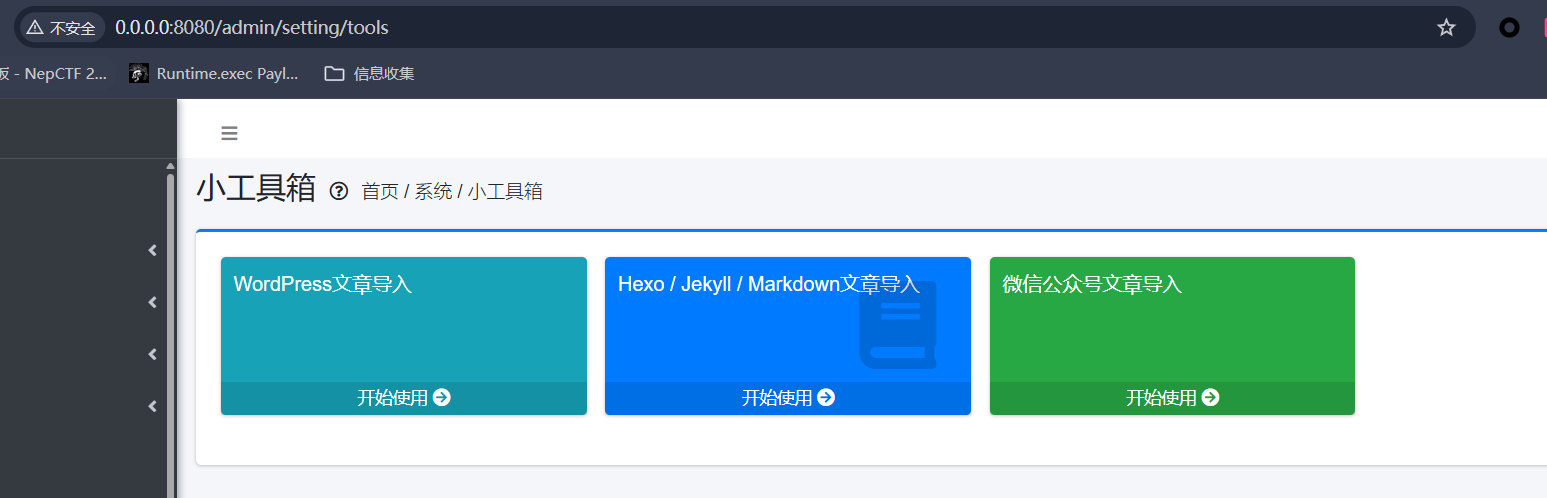 不安全 0.0.0.0:8080/admin/setting/tools
反 - NepCTF 2... Runtime.exec Payl... 信息收集
小工具箱 首页 / 系统 / 小工具箱
WordPress文章导入
开始使用
Hexo / Jekyll / Markdown文章导入
开始使用
微信公众号文章导入
开始使用